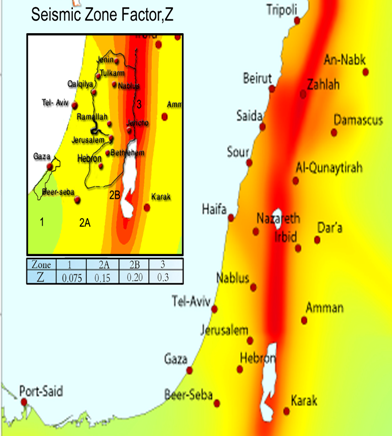 Seismic Zone Factor,Z
Tripoli
An-Nabk
Beirut
Zahlah
Saida
Damascus
Sour
Al-Qunaytirah
Haifa
Nazareth
Irbid
Dar'a
Nablus
Tel-Aviv
Amman
Jerusalem
Gaza
Hebron
Beer-Seba
Karak
Port-Said
Jenin
Tulkarm
Qalqilya
Nablus
Tel- Aviv
3
Ramallah
Amm
Jericho
Jerusalem
Bethlehem
Gaza
Hebron
Beer-seba
2B
Karak
1
2A
Zone 1 2A 2B 3
Z 0.075 0.15 0.20 0.3